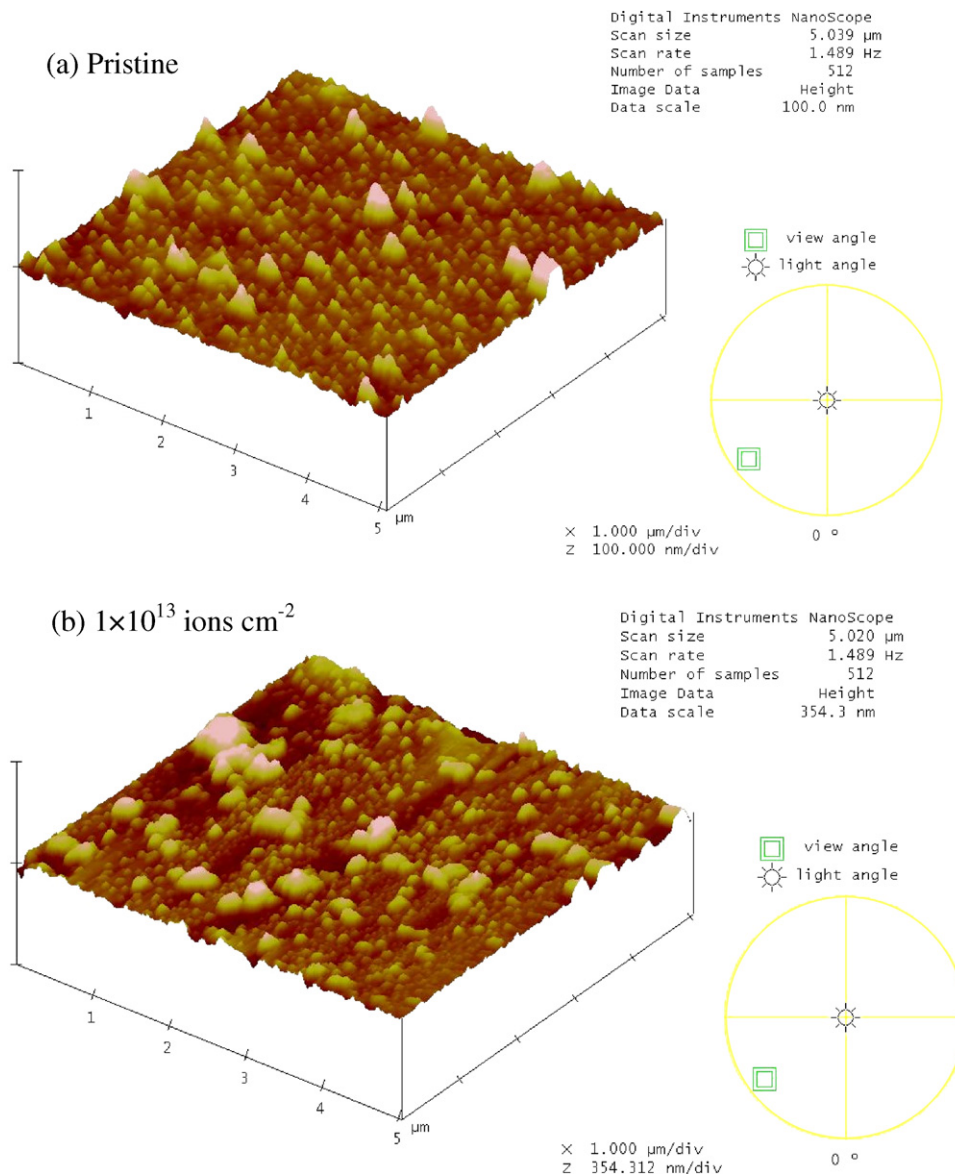 (a) Pristine
Digital Instruments NanoScope
Scan size 5.039 µm
Scan rate 1.489 Hz
Number of samples 512
Image Data Height
Data scale 100.0 nm
view angle
light angle
1
2
3
4
5 µm
X 1.000 µm/div
Z 100.000 nm/div
0 º
(b) 1×10¹³ ions cm⁻²
Digital Instruments NanoScope
Scan size 5.020 µm
Scan rate 1.489 Hz
Number of samples 512
Image Data Height
Data scale 354.3 nm
view angle
light angle
1
2
3
4
5 µm
X 1.000 µm/div
Z 354.312 nm/div
0 º